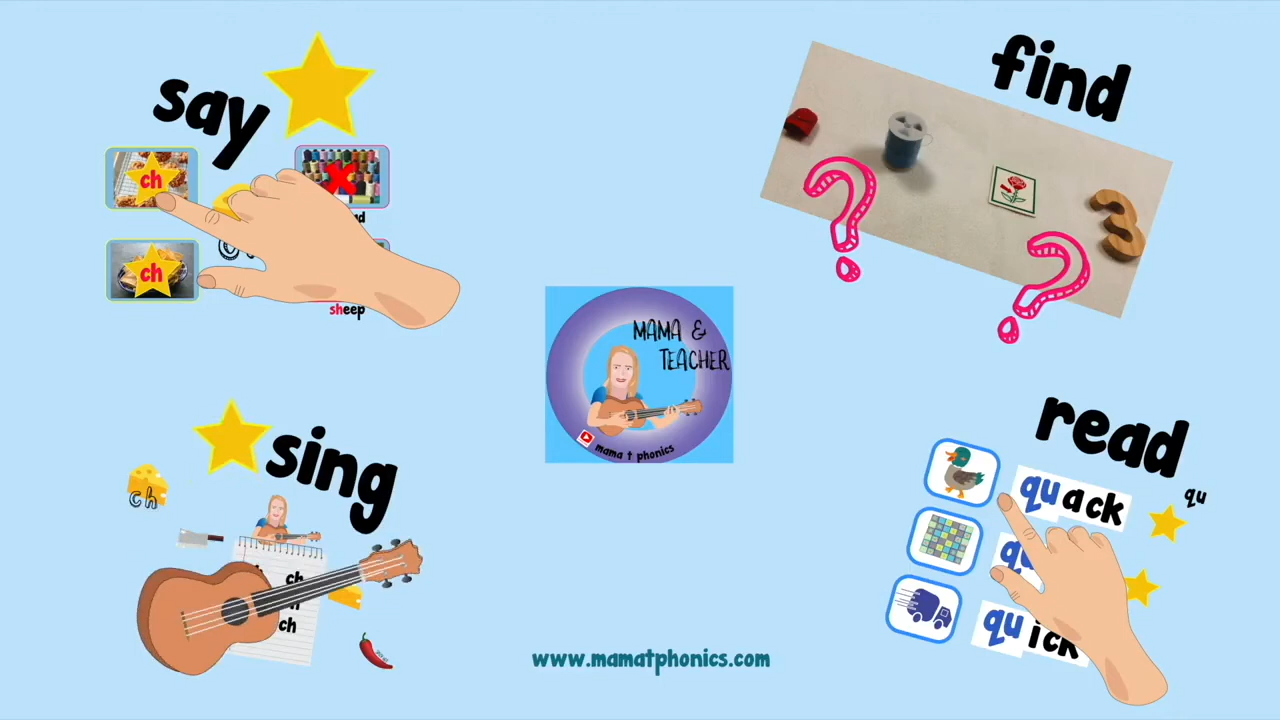 say
ch
ch
sheep
find
3
MAMA &
TEACHER
mama t phonics
sing
ch
ch
ch
read
qu
quack
qu
quick
www.mamatphonics.com